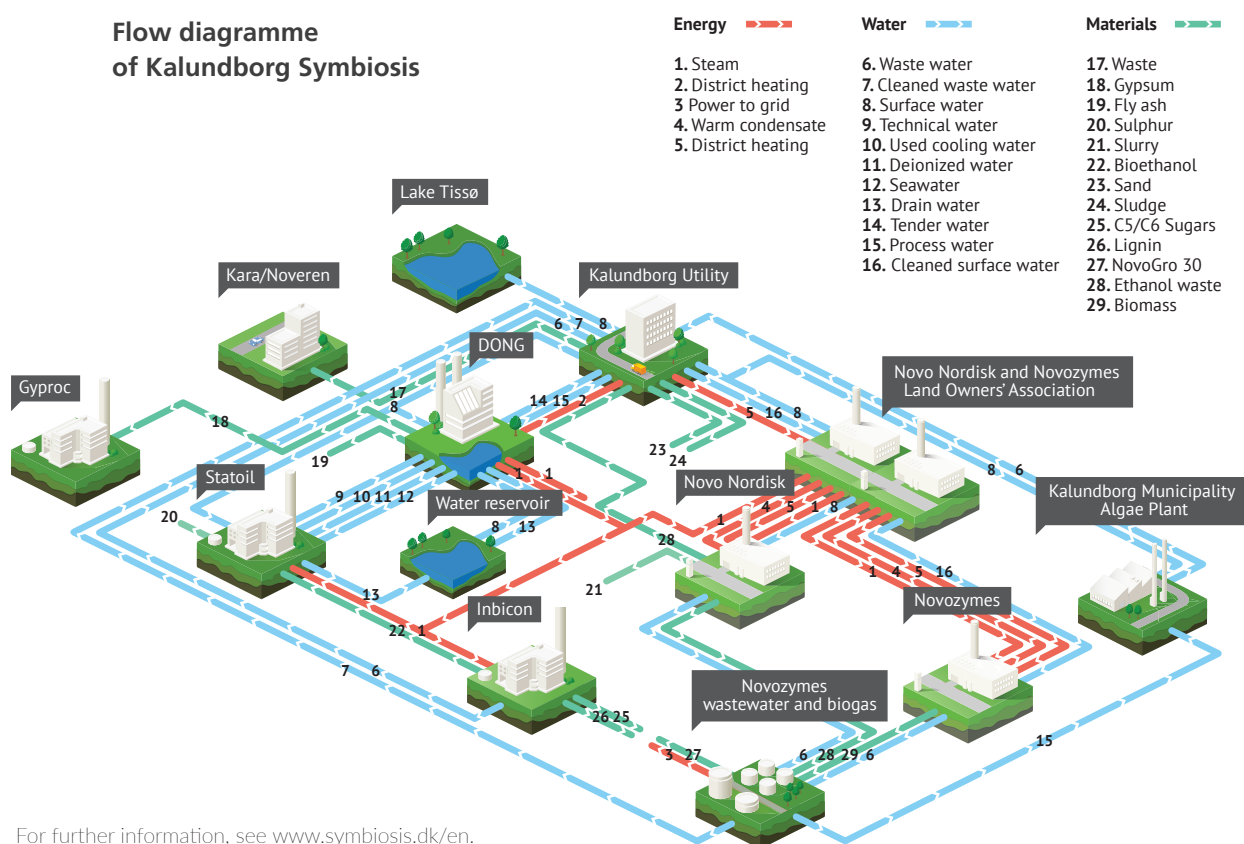 Flow diagramme
of Kalundborg Symbiosis
Energy
1. Steam
2. District heating
3 Power to grid
4. Warm condensate
5. District heating
Water
6. Waste water
7. Cleaned waste water
8. Surface water
9. Technical water
10. Used cooling water
11. Deionized water
12. Seawater
13. Drain water
14. Tender water
15. Process water
16. Cleaned surface water
Materials
17. Waste
18. Gypsum
19. Fly ash
20. Sulphur
21. Slurry
22. Bioethanol
23. Sand
24. Sludge
25. C5/C6 Sugars
26. Lignin
27. NovoGro 30
28. Ethanol waste
29. Biomass
Lake Tissø
Kara/Noveren
Kalundborg Utility
6 7 8
DONG
Gyproc
Novo Nordisk and Novozymes
Land Owners' Association
17
8
14 15 2
5 16 8
18
23
24
19
8 6
Statoil
1 1
Novo Nordisk
Kalundborg Municipality
Algae Plant
9 10 11 12
Water reservoir
20
8 13
1 4 5 1 8
28
21
1 4 5 16
13
Inbicon
Novozymes
22 1
7 6
Novozymes
wastewater and biogas
26 25
3 27
6 28 29 6
15
For further information, see www.symbiosis.dk/en.